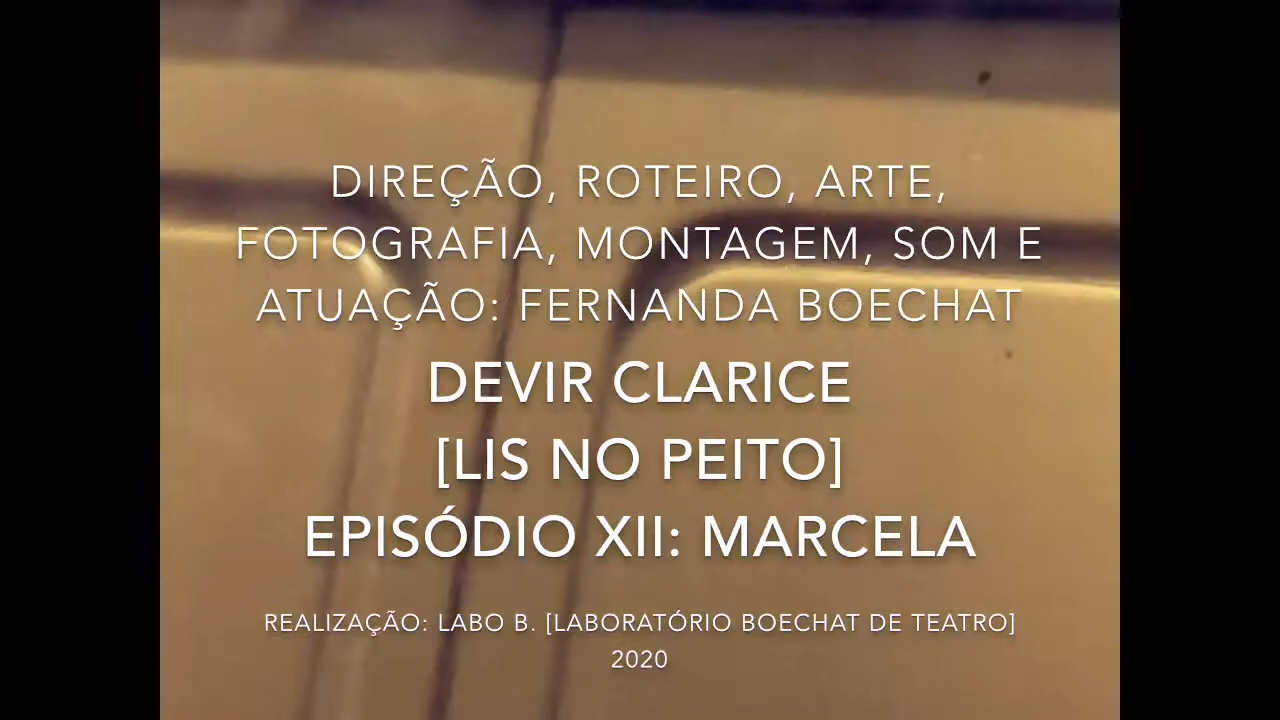 DIREÇÃO, ROTEIRO, ARTE,
FOTOGRAFIA, MONTAGEM, SOM E
ATUAÇÃO: FERNANDA BOECHAT
DEVIR CLARICE
[LIS NO PEITO]
EPISÓDIO XII: MARCELA
REALIZAÇÃO: LABO B. [LABORATÓRIO BOECHAT DE TEATRO]
2020